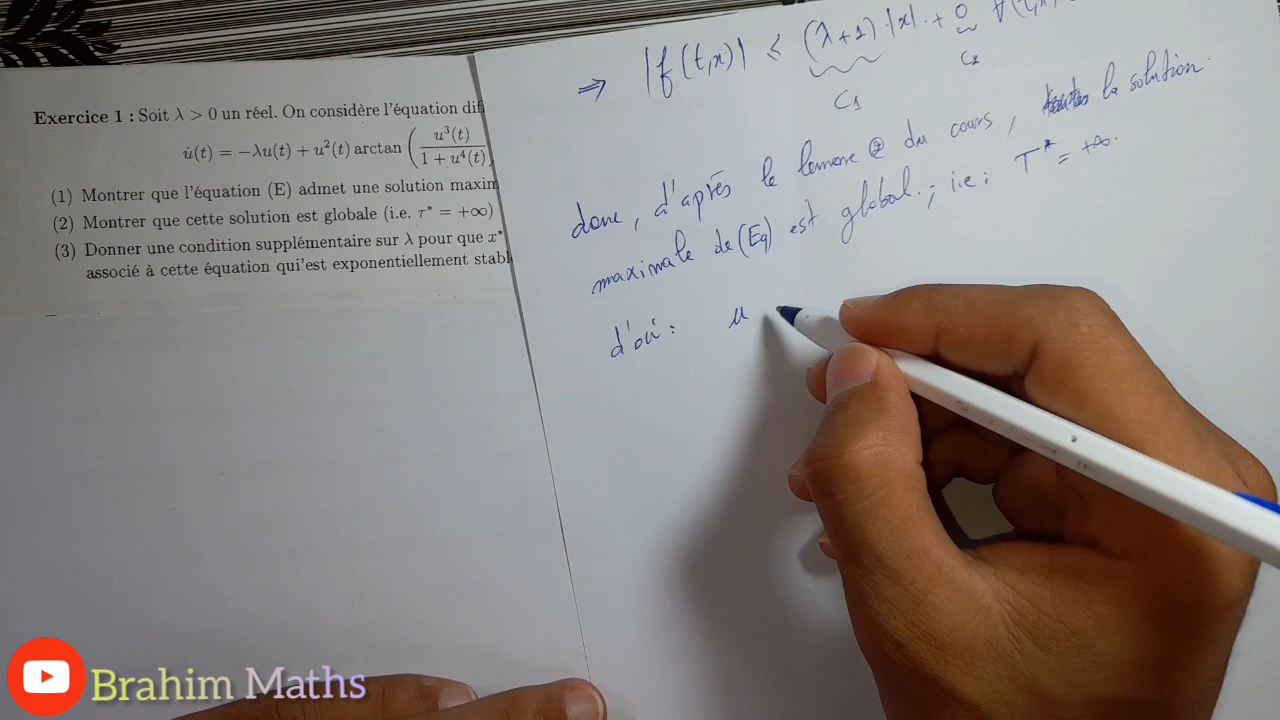 Exercice 1 : Soit λ > 0 un réel. On considère l'équation dif
u̇(t) = −λu(t) + u²(t) arctan ( u³(t) / 1 + u⁴(t)
(1) Montrer que l'équation (E) admet une solution maxim
(2) Montrer que cette solution est globale (i.e. τ* = +∞)
(3) Donner une condition supplémentaire sur λ pour que x*
associé à cette équation qui'est exponentiellement stabl
⇒ |f(t,x)| ≤ (λ+1)·|x| + 0 ∀(t,x)
C1 C2
donc, d'après le lemme 2 du cours, la solution
maximale de (Eq) est global.; i.e: T* = +∞.
d'où: u
Brahim Maths